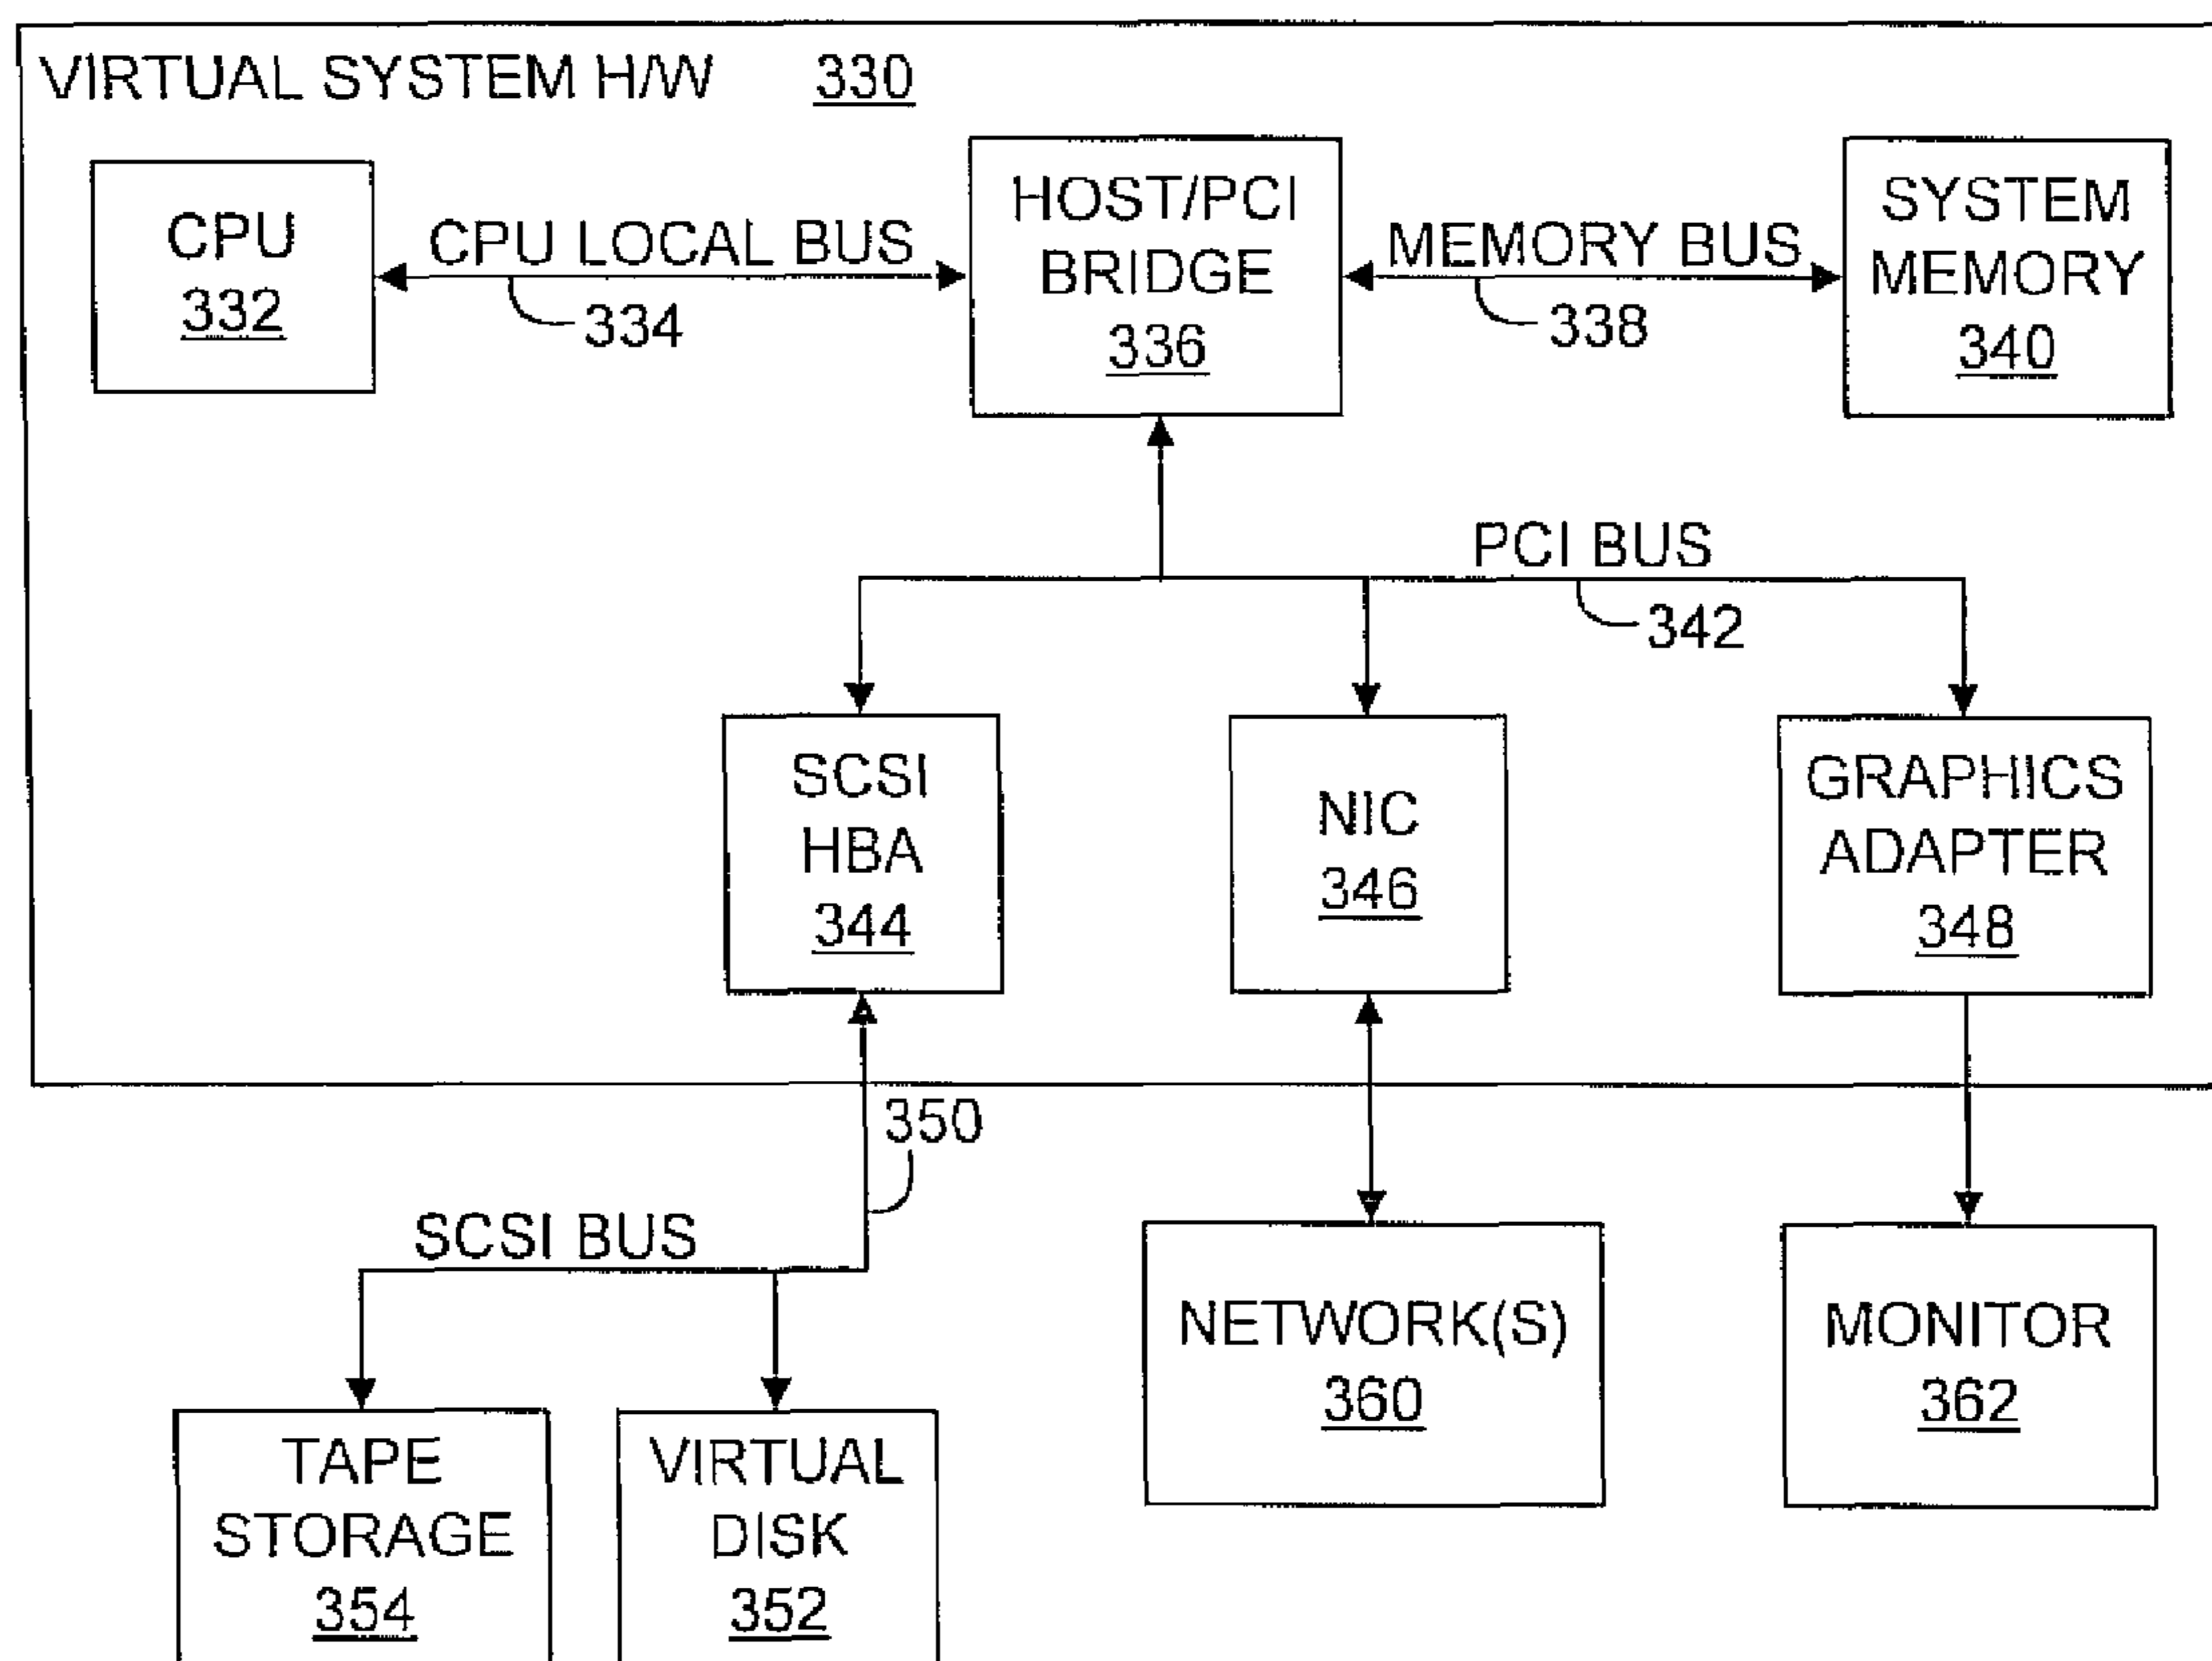 VIRTUAL SYSTEM H/W 330
CPU
332
CPU LOCAL BUS
334
HOST/PCI
BRIDGE
336
MEMORY BUS
338
SYSTEM
MEMORY
340
PCI BUS
342
SCSI
HBA
344
NIC
346
GRAPHICS
ADAPTER
348
350
SCSI BUS
TAPE
STORAGE
354
VIRTUAL
DISK
352
NETWORK(S)
360
MONITOR
362